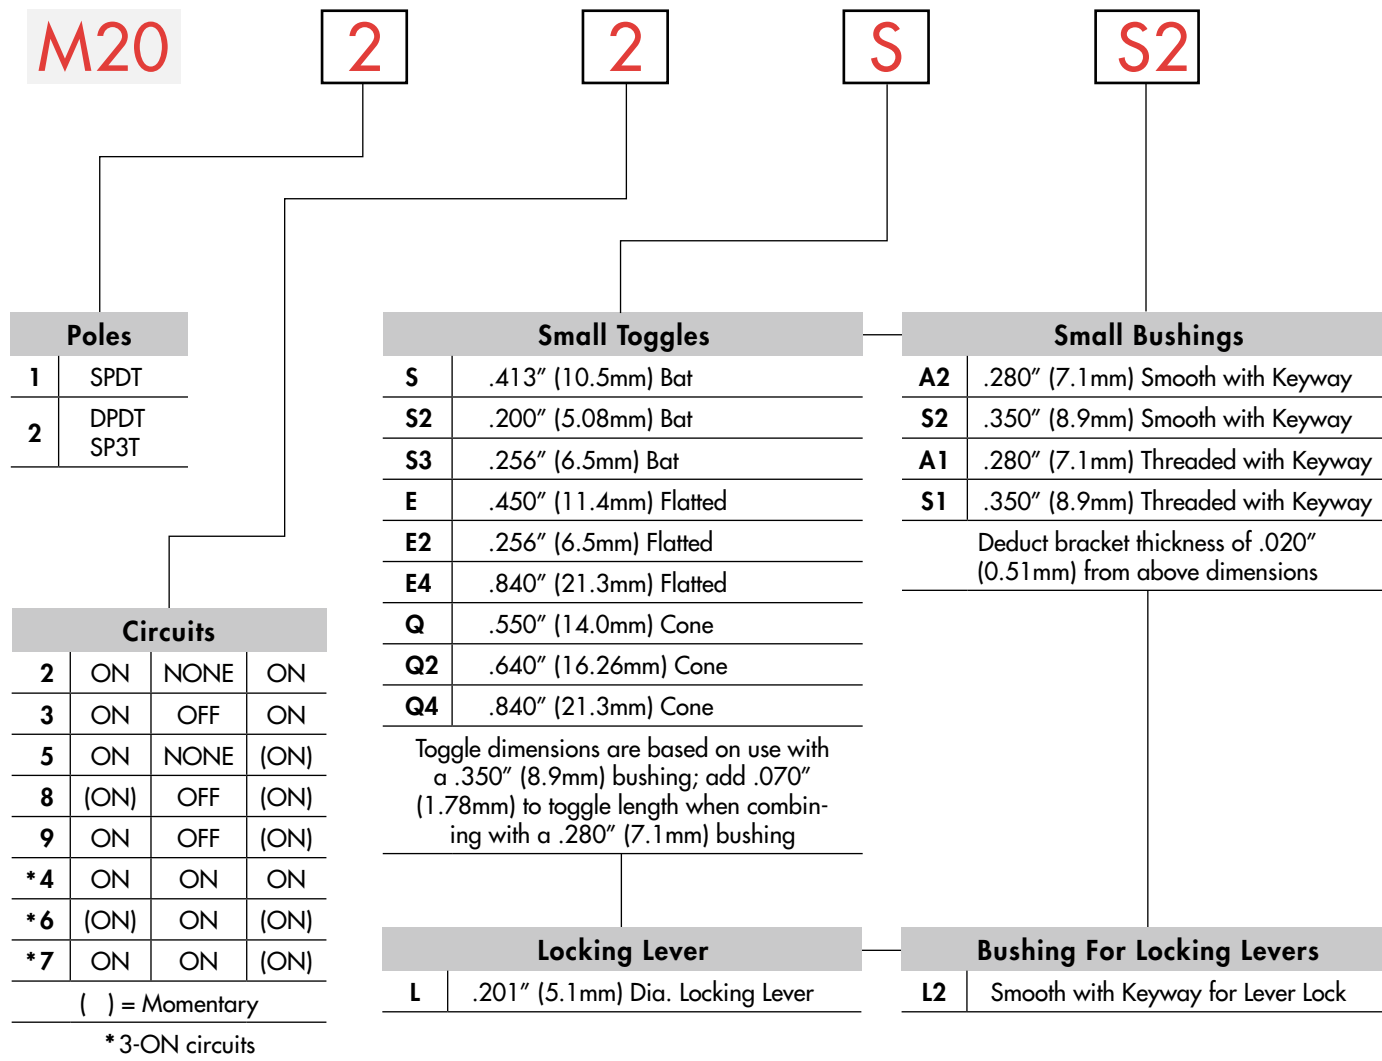 M20 2 2 S S2
Poles
1 SPDT
2 DPDT
SP3T
Circuits
2 ON NONE ON
3 ON OFF ON
5 ON NONE (ON)
8 (ON) OFF (ON)
9 ON OFF (ON)
*4 ON ON ON
*6 (ON) ON (ON)
*7 ON ON (ON)
( ) = Momentary
*3-ON circuits
Small Toggles
S .413" (10.5mm) Bat
S2 .200" (5.08mm) Bat
S3 .256" (6.5mm) Bat
E .450" (11.4mm) Flatted
E2 .256" (6.5mm) Flatted
E4 .840" (21.3mm) Flatted
Q .550" (14.0mm) Cone
Q2 .640" (16.26mm) Cone
Q4 .840" (21.3mm) Cone
Toggle dimensions are based on use with
a .350" (8.9mm) bushing; add .070"
(1.78mm) to toggle length when combin-
ing with a .280" (7.1mm) bushing
Locking Lever
L .201" (5.1mm) Dia. Locking Lever
Small Bushings
A2 .280" (7.1mm) Smooth with Keyway
S2 .350" (8.9mm) Smooth with Keyway
A1 .280" (7.1mm) Threaded with Keyway
S1 .350" (8.9mm) Threaded with Keyway
Deduct bracket thickness of .020"
(0.51mm) from above dimensions
Bushing For Locking Levers
L2 Smooth with Keyway for Lever Lock